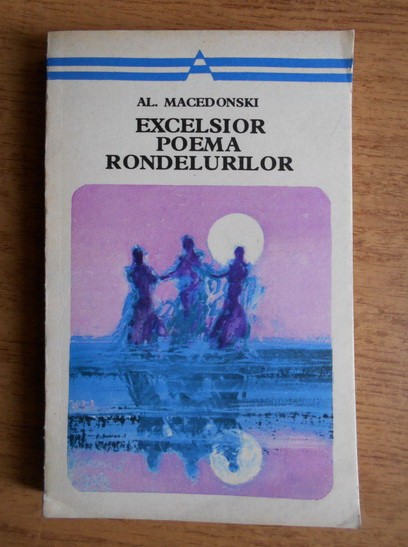 AL. MACEDONSKI
EXCELSIOR
POEMA
RONDELURILOR